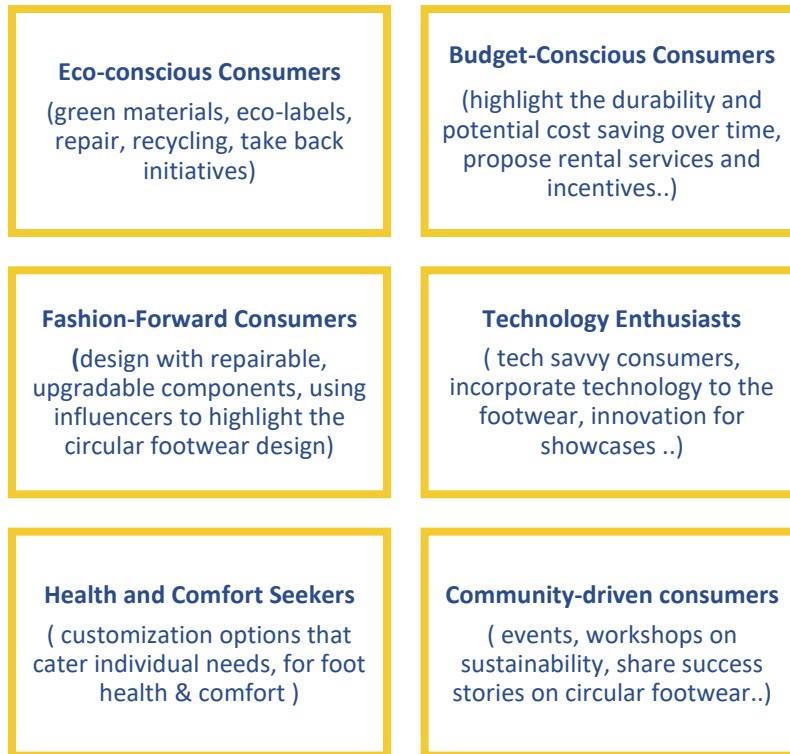 Eco-conscious Consumers
(green materials, eco-labels,
repair, recycling, take back
initiatives)
Budget-Conscious Consumers
(highlight the durability and
potential cost saving over time,
propose rental services and
incentives..)
Fashion-Forward Consumers
(design with repairable,
upgradable components, using
influencers to highlight the
circular footwear design)
Technology Enthusiasts
( tech savvy consumers,
incorporate technology to the
footwear, innovation for
showcases ..)
Health and Comfort Seekers
( customization options that
cater individual needs, for foot
health & comfort )
Community-driven consumers
( events, workshops on
sustainability, share success
stories on circular footwear..)